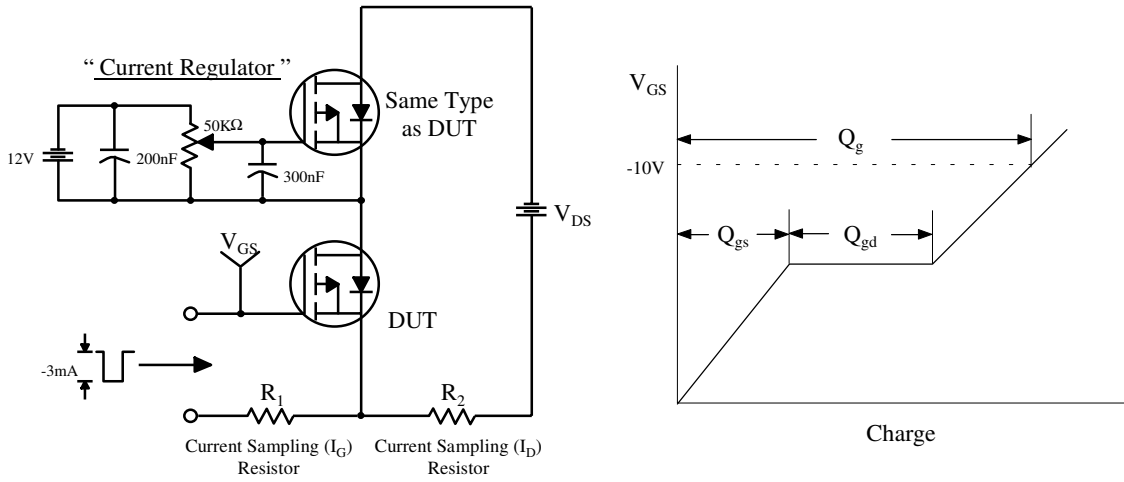 “ Current Regulator ”
12V
200nF
50KΩ
300nF
Same Type
as DUT
V_DS
V_GS
DUT
-3mA
R_1
R_2
Current Sampling (I_G)
Resistor
Current Sampling (I_D)
Resistor
V_GS
-10V
Q_g
Q_gs
Q_gd
Charge